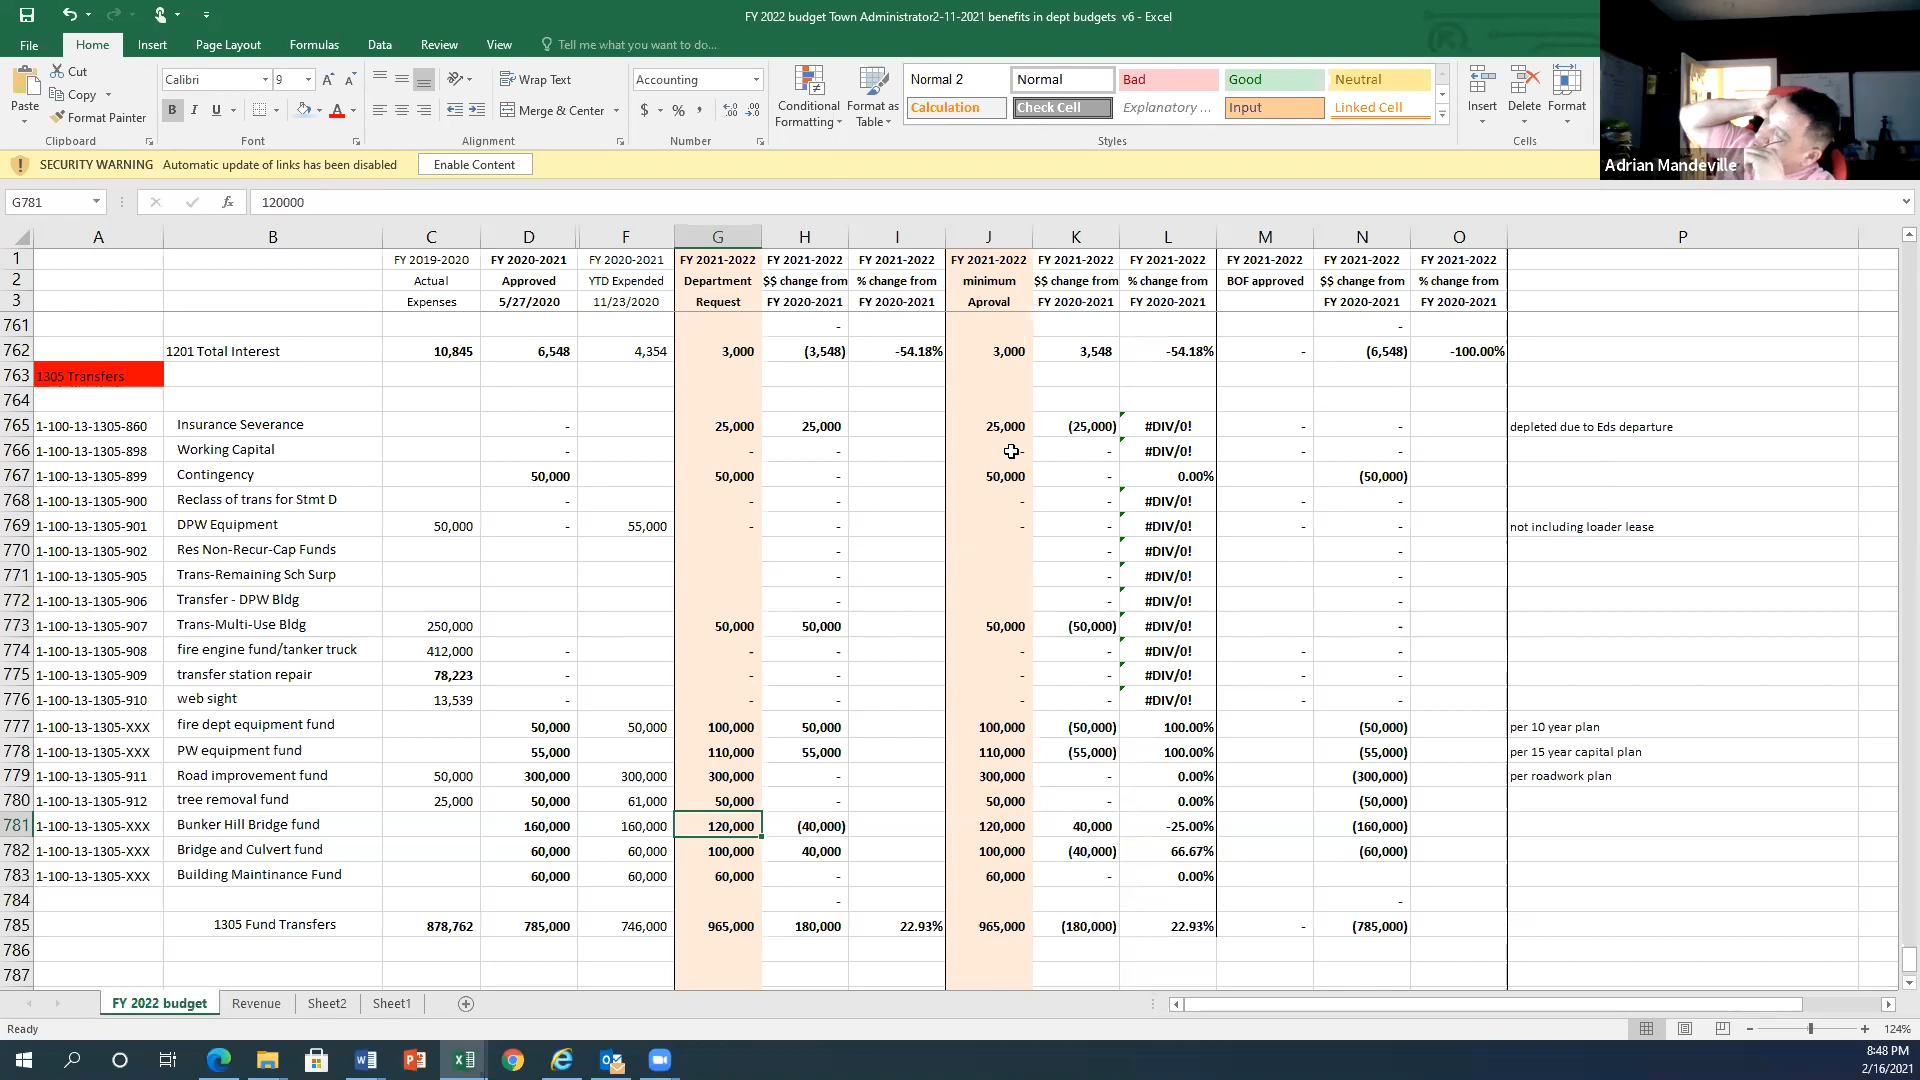 FY 2022 budget Town Administrator2-11-2021 benefits in dept budgets v6 - Excel
File Home Insert Page Layout Formulas Data Review View Tell me what you want to do...
Cut
Copy
Format Painter
Paste
Clipboard
Calibri 9
B I U
Font
Wrap Text
Merge & Center
Alignment
Accounting
$ % ,
Number
Conditional Formatting
Format as Table
Normal 2 Normal Bad Good Neutral
Calculation Check Cell Explanatory ... Input Linked Cell
Styles
Insert Delete Format
Cells
Adrian Mandeville
SECURITY WARNING Automatic update of links has been disabled Enable Content
G781 fx 120000
A B C D F G H I J K L M N O P
1 FY 2019-2020 FY 2020-2021 FY 2020-2021 FY 2021-2022 FY 2021-2022 FY 2021-2022 FY 2021-2022 FY 2021-2022 FY 2021-2022 FY 2021-2022 FY 2021-2022 FY 2021-2022
2 Actual Approved YTD Expended Department $$ change from % change from minimum $$ change from % change from BOF approved $$ change from % change from
3 Expenses 5/27/2020 11/23/2020 Request FY 2020-2021 FY 2020-2021 Aproval FY 2020-2021 FY 2020-2021 FY 2020-2021 FY 2020-2021
761 - -
762 1201 Total Interest 10,845 6,548 4,354 3,000 (3,548) -54.18% 3,000 3,548 -54.18% - (6,548) -100.00%
763 1305 Transfers
764
765 1-100-13-1305-860 Insurance Severance - 25,000 25,000 25,000 (25,000) #DIV/0! - - depleted due to Eds departure
766 1-100-13-1305-898 Working Capital - - - - - #DIV/0! - -
767 1-100-13-1305-899 Contingency 50,000 50,000 - 50,000 - 0.00% (50,000)
768 1-100-13-1305-900 Reclass of trans for Stmt D - - - - - #DIV/0! - -
769 1-100-13-1305-901 DPW Equipment 50,000 - 55,000 - - - - #DIV/0! - - not including loader lease
770 1-100-13-1305-902 Res Non-Recur-Cap Funds - - #DIV/0! -
771 1-100-13-1305-905 Trans-Remaining Sch Surp - - #DIV/0! -
772 1-100-13-1305-906 Transfer - DPW Bldg - - #DIV/0! -
773 1-100-13-1305-907 Trans-Multi-Use Bldg 250,000 50,000 50,000 50,000 (50,000) #DIV/0! -
774 1-100-13-1305-908 fire engine fund/tanker truck 412,000 - - - - - #DIV/0! - -
775 1-100-13-1305-909 transfer station repair 78,223 - - - - - #DIV/0! - -
776 1-100-13-1305-910 web sight 13,539 - - - - - #DIV/0! - -
777 1-100-13-1305-XXX fire dept equipment fund 50,000 50,000 100,000 50,000 100,000 (50,000) 100.00% (50,000) per 10 year plan
778 1-100-13-1305-XXX PW equipment fund 55,000 110,000 55,000 110,000 (55,000) 100.00% (55,000) per 15 year capital plan
779 1-100-13-1305-911 Road improvement fund 50,000 300,000 300,000 300,000 - 300,000 - 0.00% (300,000) per roadwork plan
780 1-100-13-1305-912 tree removal fund 25,000 50,000 61,000 50,000 - 50,000 - 0.00% (50,000)
781 1-100-13-1305-XXX Bunker Hill Bridge fund 160,000 160,000 120,000 (40,000) 120,000 40,000 -25.00% (160,000)
782 1-100-13-1305-XXX Bridge and Culvert fund 60,000 60,000 100,000 40,000 100,000 (40,000) 66.67% (60,000)
783 1-100-13-1305-XXX Building Maintinance Fund 60,000 60,000 60,000 - 60,000 - 0.00%
784 - -
785 1305 Fund Transfers 878,762 785,000 746,000 965,000 180,000 22.93% 965,000 (180,000) 22.93% - (785,000)
786
787
FY 2022 budget Revenue Sheet2 Sheet1
Ready 124%
8:48 PM
2/16/2021